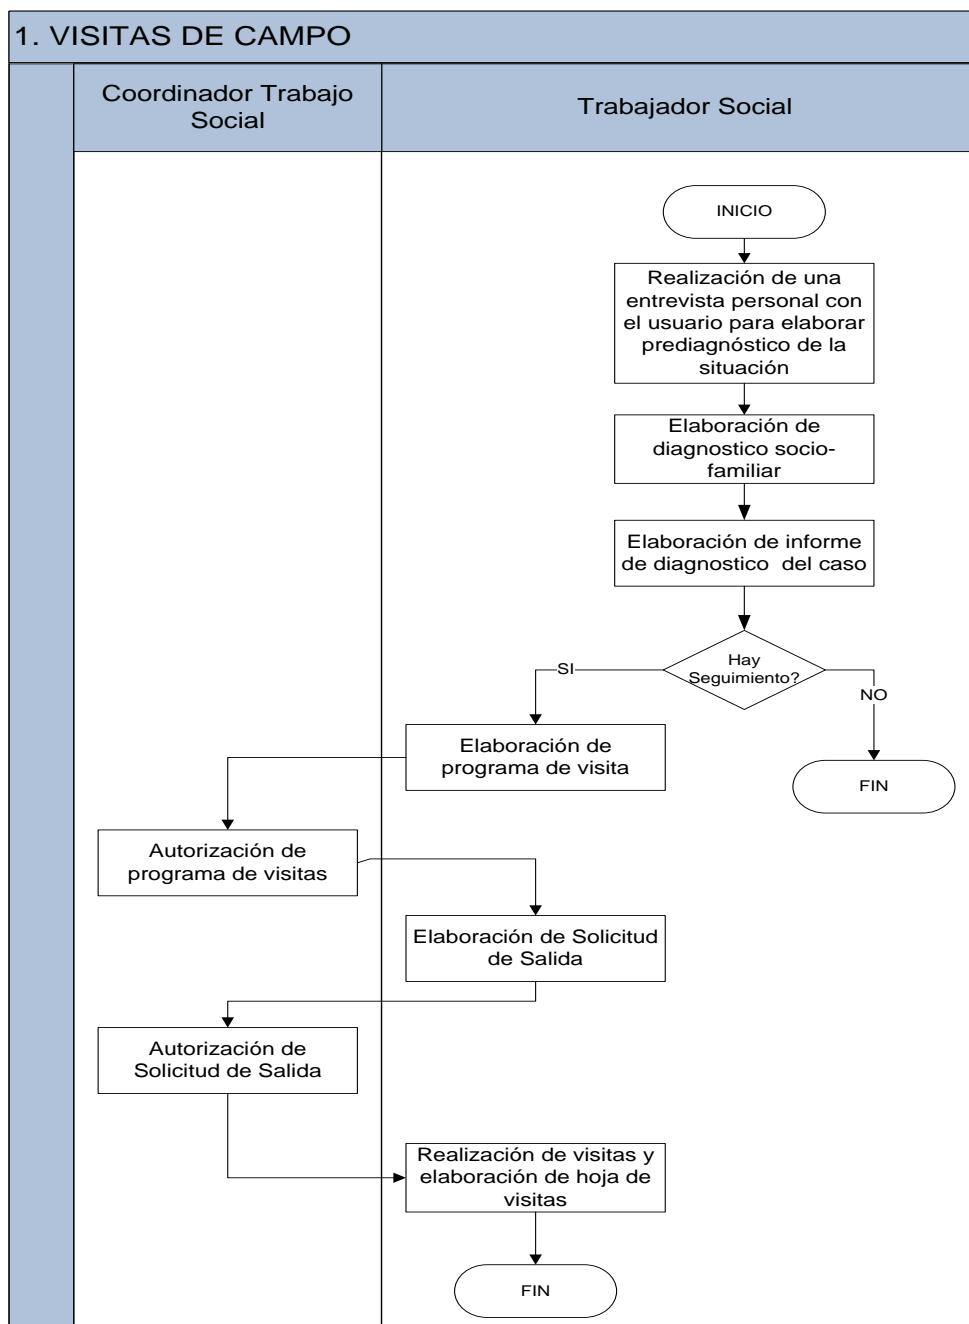 1. VISITAS DE CAMPO
Coordinador Trabajo
Social
Trabajador Social
INICIO
Realización de una
entrevista personal con
el usuario para elaborar
prediagnóstico de la
situación
Elaboración de
diagnostico socio-
familiar
Elaboración de informe
de diagnostico del caso
Hay
Seguimiento?
SI
NO
Elaboración de
programa de visita
FIN
Autorización de
programa de visitas
Elaboración de Solicitud
de Salida
Autorización de
Solicitud de Salida
Realización de visitas y
elaboración de hoja de
visitas
FIN